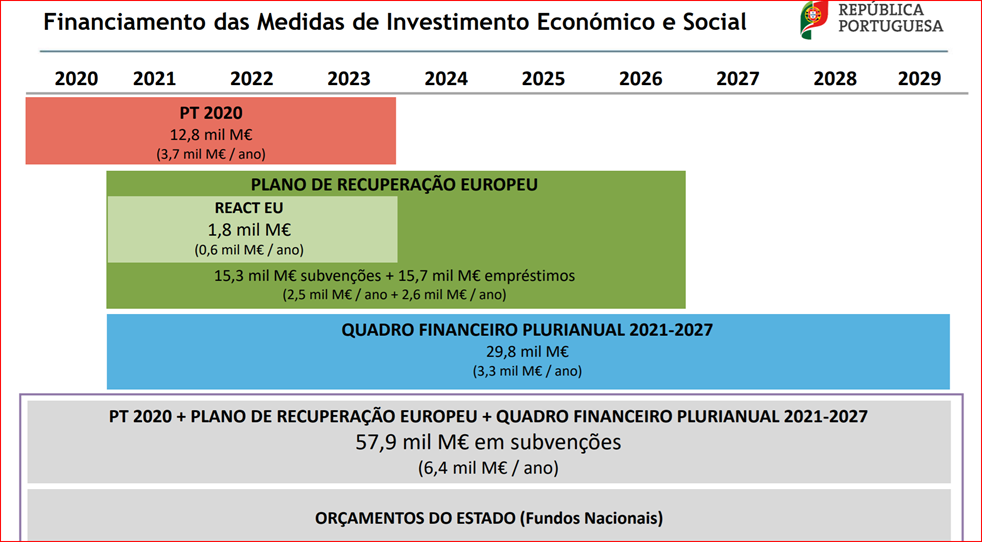 Financiamento das Medidas de Investimento Económico e Social
REPÚBLICA
PORTUGUESA
2020 2021 2022 2023 2024 2025 2026 2027 2028 2029
PT 2020
12,8 mil M€
(3,7 mil M€ / ano)
PLANO DE RECUPERAÇÃO EUROPEU
REACT EU
1,8 mil M€
(0,6 mil M€ / ano)
15,3 mil M€ subvenções + 15,7 mil M€ empréstimos
(2,5 mil M€ / ano + 2,6 mil M€ / ano)
QUADRO FINANCEIRO PLURIANUAL 2021-2027
29,8 mil M€
(3,3 mil M€ / ano)
PT 2020 + PLANO DE RECUPERAÇÃO EUROPEU + QUADRO FINANCEIRO PLURIANUAL 2021-2027
57,9 mil M€ em subvenções
(6,4 mil M€ / ano)
ORÇAMENTOS DO ESTADO (Fundos Nacionais)